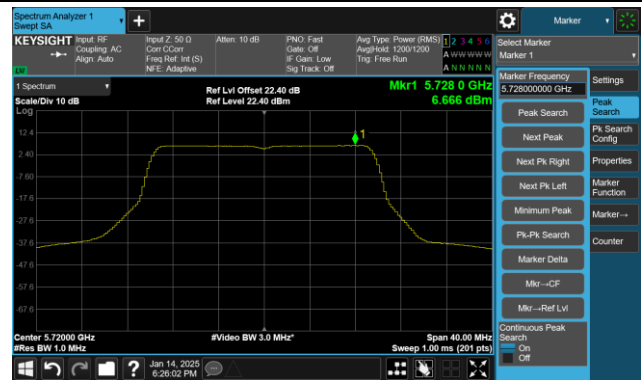 Spectrum Analyzer 1
Swept SA
Marker
KEYSIGHT
Input: RF
Coupling: AC
Align: Auto
Input Z: 50 Ω
Corr CCorr
Freq Ref: Int (S)
NFE: Adaptive
Atten: 10 dB
PNO: Fast
Gate: Off
IF Gain: Low
Sig Track: Off
Avg Type: Power (RMS)
Avg|Hold: 1200/1200
Trig: Free Run
1 2 3 4 5 6
A W W W W W
A N N N N N
LW
Select Marker
Marker 1
1 Spectrum
Scale/Div 10 dB
Log
Ref Lvl Offset 22.40 dB
Ref Level 22.40 dBm
Mkr1 5.728 0 GHz
6.666 dBm
1
12.4
2.40
-7.60
-17.6
-27.6
-37.6
-47.6
-57.6
-67.6
Center 5.72000 GHz
#Res BW 1.0 MHz
#Video BW 3.0 MHz*
Span 40.00 MHz
Sweep 1.00 ms (201 pts)
Marker Frequency
5.728000000 GHz
Peak Search
Next Peak
Next Pk Right
Next Pk Left
Minimum Peak
Pk-Pk Search
Marker Delta
Mkr→CF
Mkr→Ref Lvl
Continuous Peak
Search
On
Off
Settings
Peak
Search
Pk Search
Config
Properties
Marker
Function
Marker→
Counter
Jan 14, 2025
6:26:02 PM